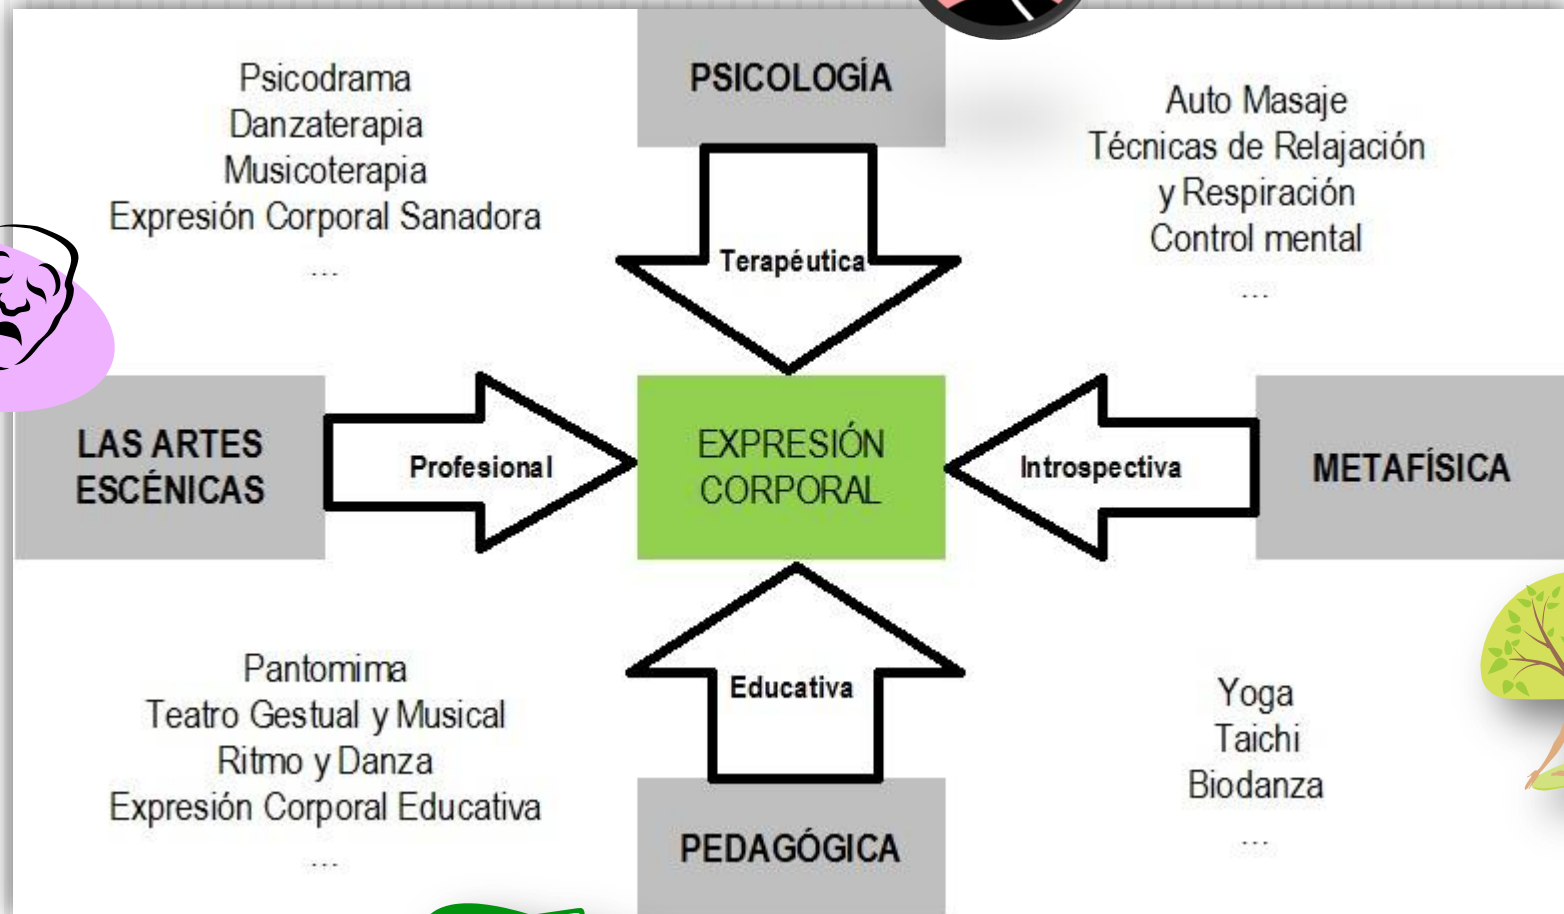 Psicodrama
Danzaterapia
Musicoterapia
Expresión Corporal Sanadora
...
PSICOLOGÍA
Terapéutica
Auto Masaje
Técnicas de Relajación
y Respiración
Control mental
...
LAS ARTES
ESCÉNICAS
Profesional
EXPRESIÓN
CORPORAL
Introspectiva
METAFÍSICA
Pantomima
Teatro Gestual y Musical
Ritmo y Danza
Expresión Corporal Educativa
...
Educativa
PEDAGÓGICA
Yoga
Taichi
Biodanza
...